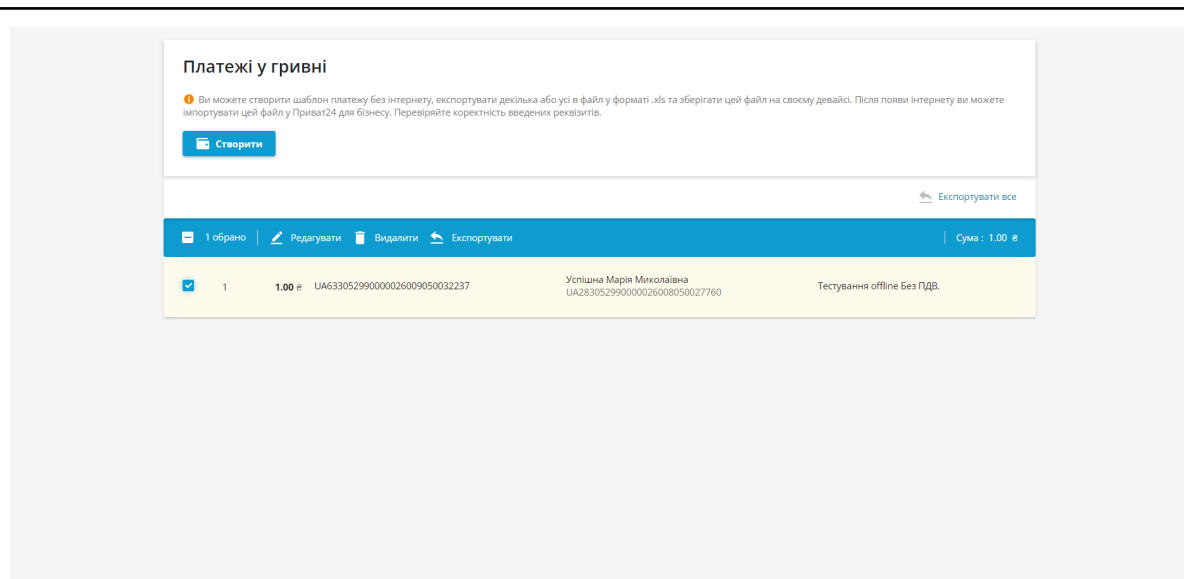 Платежі у гривні
Ви можете створити шаблон платежу без інтернету, експортувати декілька або усі в файл у форматі .xls та зберігати цей файл на своєму девайсі. Після появи інтернету ви можете
імпортувати цей файл у Приват24 для бізнесу. Перевіряйте коректність введених реквізитів.
Створити
Експортувати все
1 обрано Редагувати Видалити Експортувати Сума : 1.00 ₴
1 1.00 ₴ UA633052990000026009050032237 Успішна Марія Миколаївна Тестування offline Без ПДВ.
UA283052990000026008050027760